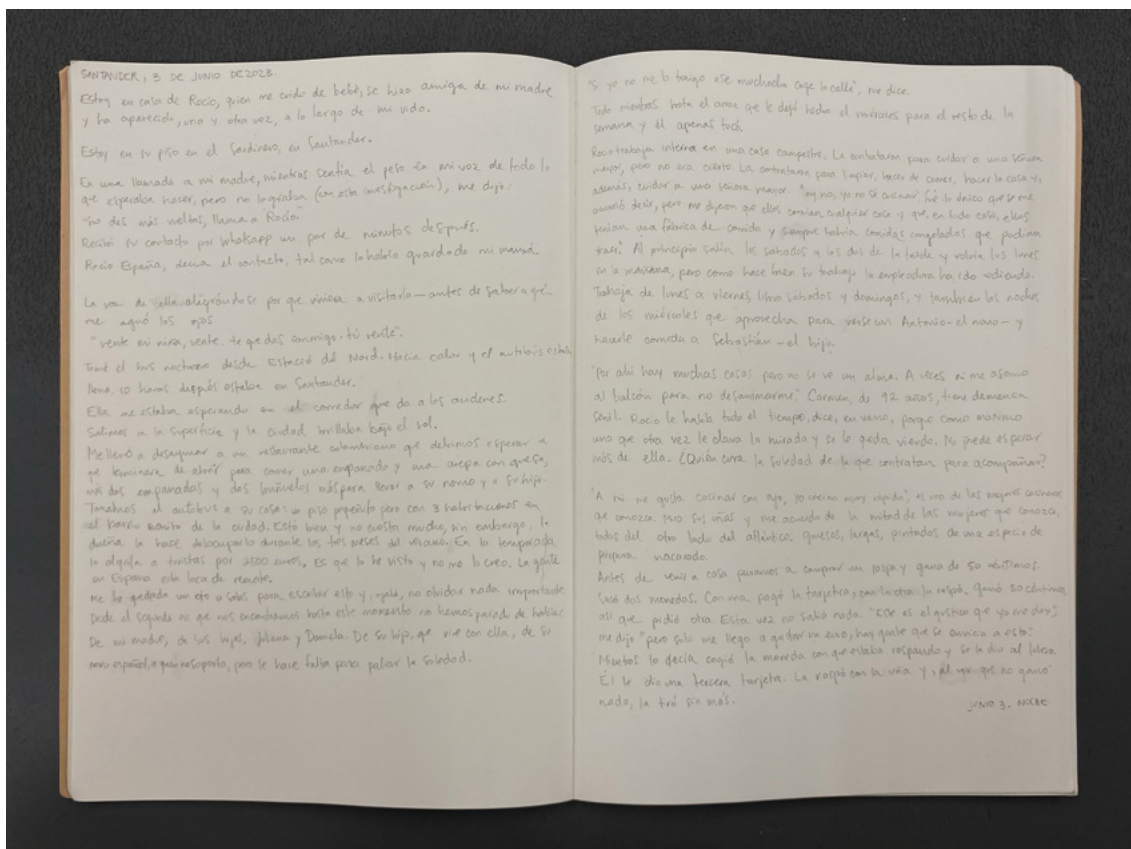 SANTANDER, 3 DE JUNIO DE 2023.
Estoy en casa de Rocío, quien me cuidó de bebé, se hizo amiga de mi madre
y ha aparecido, una y otra vez, a lo largo de mi vida.
Estoy en su piso en el Sardinero, en Santander.
En una llamada a mi madre, mientras sentía el peso en mi voz de todo lo
que esperaba hacer, pero no lograba (en esta investigación), me dijo:
"no des más vueltas, llama a Rocío"
Recibí su contacto por Whatsapp un par de minutos después.
Rocío España, decía el contacto, tal como lo había guardado mi mamá.
La voz de ella alegrándose por que viniera a visitarla — antes de saber a qué
me aguó los ojos
"vente mi niña, vente. te quedas conmigo. tú vente".
Tomé el bus nocturno desde Estació del Nord. Hacía calor y el autobús estaba
lleno. 10 horas después estaba en Santander.
Ella me estaba esperando en el corredor que da a los andenes.
Salimos a la superficie y la ciudad brillaba bajo el sol.
Me llevó a desayunar a un restaurante colombiano que debimos esperar a
que terminara de abrir para comer una empanada y una arepa con queso,
más dos empanadas y dos buñuelos más para llevar a su novio y a su hijo.
Tomamos el autobús a su casa: un piso pequeño pero con 3 habitaciones en
el barrio bonito de la ciudad. Está bien y no cuesta mucho, sin embargo, la
dueña la hace desocuparlo durante los tres meses del verano. En la temporada
lo alquila a turistas por 2500 euros. Es que lo he visto y no me lo creo. La gente
en España está loca de remate.
Me he quedado un rato a solas para escribir esto y, ojalá, no olvidar nada importante.
Desde el segundo en que nos encontramos hasta este momento no hemos parado de hablar.
De mi madre, de sus hijas, Johana y Daniela. De su hijo, que vive con ella, de su
novio español, a quien no soporta, pero le hace falta para paliar la soledad.
"Si yo no me lo traigo ese muchacho coge la calle", me dice.
Todo mientras bota el arroz que le dejó hecho el miércoles para el resto de la
semana y él apenas tocó.
Rocío trabaja interna en una casa campestre. La contrataron para cuidar a una señora
mayor, pero no era cierto. La contrataron para limpiar, hacer de comer, hacer la casa y,
además, cuidar a una señora mayor. "ay no, yo no sé cocinar, fue lo único que se me
ocurrió decir, pero me dijeron que ellos comían cualquier cosa y que, en todo caso, ellos
tenían una fábrica de comida y siempre habría comidas congeladas que podían
traer." Al principio salía los sábados a las dos de la tarde y volvía los lunes
en la mañana, pero como hace bien su trabajo la empleadora ha ido cediendo.
Trabaja de lunes a viernes, libra sábados y domingos, y también las noches
de los miércoles que aprovecha para verse con Antonio — el novio — y
hacerle comida a Sebastián — el hijo.
"Por ahí hay muchas casas pero no se ve un alma. A veces ni me asomo
al balcón para no desanimarme". Carmen, de 92 años, tiene demencia
senil. Rocío le habla todo el tiempo, dice, en vano, porque como máximo
una que otra vez le clava la mirada y se le queda viendo. No puede esperar
más de ella. ¿Quién cura la soledad de la que contratan para acompañar?
"A mí me gusta cocinar con ajo, yo cocino muy rápido", es una de las mejores cocineras
que conozco. Miro sus uñas y me acuerdo de la mitad de las mujeres que conozco,
todas del otro lado del atlántico, gruesas, largas, pintadas de una especie de
púrpura nacarado.
Antes de venir a casa paramos a comprar un raspa y gana de 50 céntimos.
Sacó dos monedas. Con una pagó la tarjeta y con la otra la raspó, ganó 50 céntimos
así que pidió otra. Esta vez no salió nada. "Este es el gustico que yo me doy",
me dijo "pero solo me llego a gastar un euro, hay gente que se envicia a esto".
Mientras lo decía cogió la moneda con que estaba raspando y se la dio al
Él le dio una tercera tarjeta. La raspó con la uña y, al ver que no ganó
nada, la tiró sin más.
JUNIO 3. NOCHE